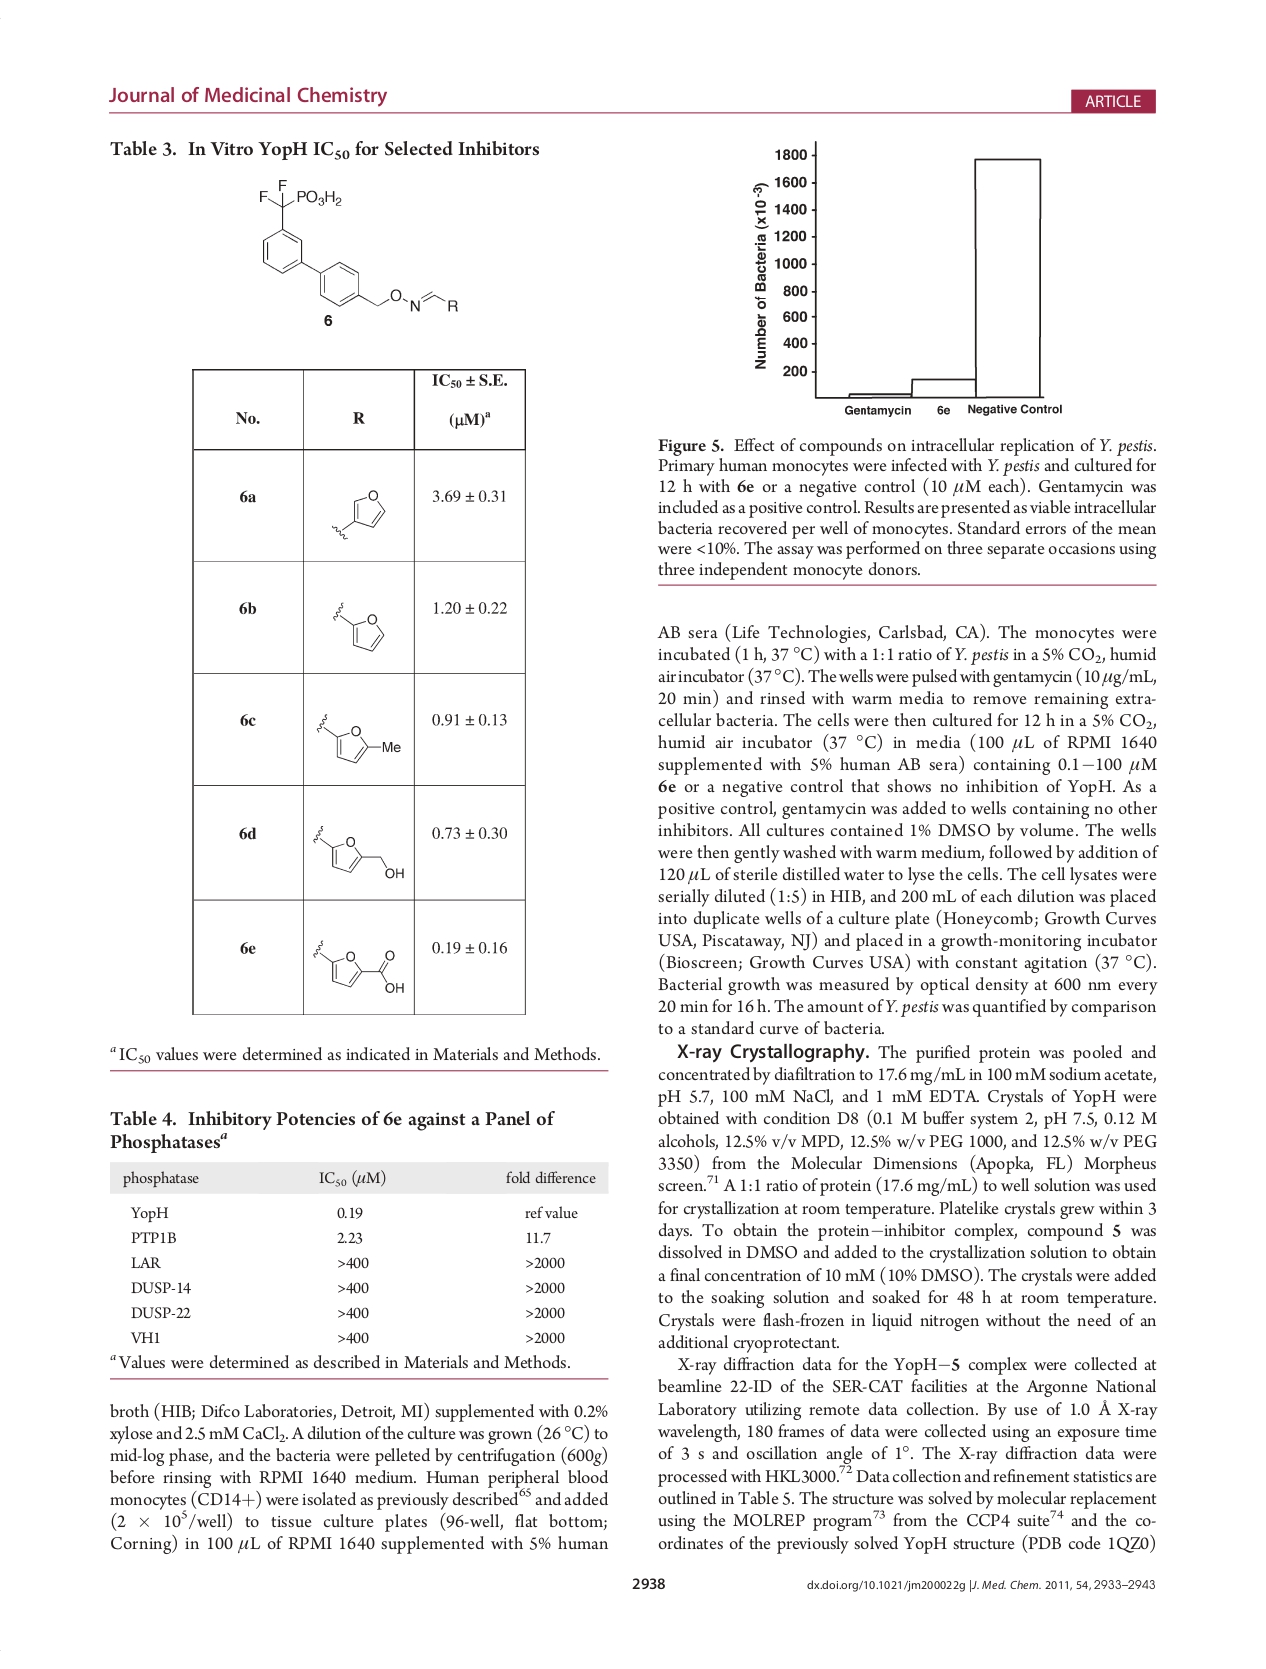 Journal of Medicinal Chemistry
ARTICLE
Table 3. In Vitro YopH IC50 for Selected Inhibitors
F
F
PO3H2
O
N
R
6
No.
R
IC50 ± S.E.
(μM)a
6a
O
3.69 ± 0.31
6b
O
1.20 ± 0.22
6c
O
Me
0.91 ± 0.13
6d
O
OH
0.73 ± 0.30
6e
O
O
OH
0.19 ± 0.16
a IC50 values were determined as indicated in Materials and Methods.
Table 4. Inhibitory Potencies of 6e against a Panel of
Phosphatasesa
phosphatase IC50 (μM) fold difference
YopH 0.19 ref value
PTP1B 2.23 11.7
LAR >400 >2000
DUSP-14 >400 >2000
DUSP-22 >400 >2000
VH1 >400 >2000
a Values were determined as described in Materials and Methods.
broth (HIB; Difco Laboratories, Detroit, MI) supplemented with 0.2%
xylose and 2.5 mM CaCl2. A dilution of the culture was grown (26 °C) to
mid-log phase, and the bacteria were pelleted by centrifugation (600g)
before rinsing with RPMI 1640 medium. Human peripheral blood
monocytes (CD14+) were isolated as previously described65 and added
(2 × 105/well) to tissue culture plates (96-well, flat bottom;
Corning) in 100 μL of RPMI 1640 supplemented with 5% human
Number of Bacteria (x10-3)
1800
1600
1400
1200
1000
800
600
400
200
Gentamycin 6e Negative Control
Figure 5. Effect of compounds on intracellular replication of Y. pestis.
Primary human monocytes were infected with Y. pestis and cultured for
12 h with 6e or a negative control (10 μM each). Gentamycin was
included as a positive control. Results are presented as viable intracellular
bacteria recovered per well of monocytes. Standard errors of the mean
were <10%. The assay was performed on three separate occasions using
three independent monocyte donors.
AB sera (Life Technologies, Carlsbad, CA). The monocytes were
incubated (1 h, 37 °C) with a 1:1 ratio of Y. pestis in a 5% CO2, humid
air incubator (37 °C). The wells were pulsed with gentamycin (10 μg/mL,
20 min) and rinsed with warm media to remove remaining extra-
cellular bacteria. The cells were then cultured for 12 h in a 5% CO2,
humid air incubator (37 °C) in media (100 μL of RPMI 1640
supplemented with 5% human AB sera) containing 0.1−100 μM
6e or a negative control that shows no inhibition of YopH. As a
positive control, gentamycin was added to wells containing no other
inhibitors. All cultures contained 1% DMSO by volume. The wells
were then gently washed with warm medium, followed by addition of
120 μL of sterile distilled water to lyse the cells. The cell lysates were
serially diluted (1:5) in HIB, and 200 mL of each dilution was placed
into duplicate wells of a culture plate (Honeycomb; Growth Curves
USA, Piscataway, NJ) and placed in a growth-monitoring incubator
(Bioscreen; Growth Curves USA) with constant agitation (37 °C).
Bacterial growth was measured by optical density at 600 nm every
20 min for 16 h. The amount of Y. pestis was quantified by comparison
to a standard curve of bacteria.
X-ray Crystallography. The purified protein was pooled and
concentrated by diafiltration to 17.6 mg/mL in 100 mM sodium acetate,
pH 5.7, 100 mM NaCl, and 1 mM EDTA. Crystals of YopH were
obtained with condition D8 (0.1 M buffer system 2, pH 7.5, 0.12 M
alcohols, 12.5% v/v MPD, 12.5% w/v PEG 1000, and 12.5% w/v PEG
3350) from the Molecular Dimensions (Apopka, FL) Morpheus
screen.71 A 1:1 ratio of protein (17.6 mg/mL) to well solution was used
for crystallization at room temperature. Platelike crystals grew within 3
days. To obtain the protein−inhibitor complex, compound 5 was
dissolved in DMSO and added to the crystallization solution to obtain
a final concentration of 10 mM (10% DMSO). The crystals were added
to the soaking solution and soaked for 48 h at room temperature.
Crystals were flash-frozen in liquid nitrogen without the need of an
additional cryoprotectant.
X-ray diffraction data for the YopH−5 complex were collected at
beamline 22-ID of the SER-CAT facilities at the Argonne National
Laboratory utilizing remote data collection. By use of 1.0 Å X-ray
wavelength, 180 frames of data were collected using an exposure time
of 3 s and oscillation angle of 1°. The X-ray diffraction data were
processed with HKL3000.72 Data collection and refinement statistics are
outlined in Table 5. The structure was solved by molecular replacement
using the MOLREP program73 from the CCP4 suite74 and the co-
ordinates of the previously solved YopH structure (PDB code 1QZ0)
2938
dx.doi.org/10.1021/jm200022g |J. Med. Chem. 2011, 54, 2933–2943